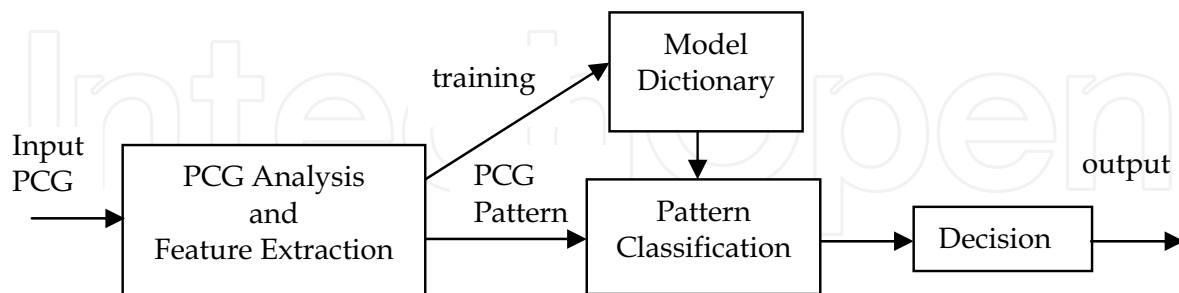 IntechOpen
Model
Dictionary
training
Input
PCG
PCG Analysis
and
Feature Extraction
PCG
Pattern
Pattern
Classification
Decision
output